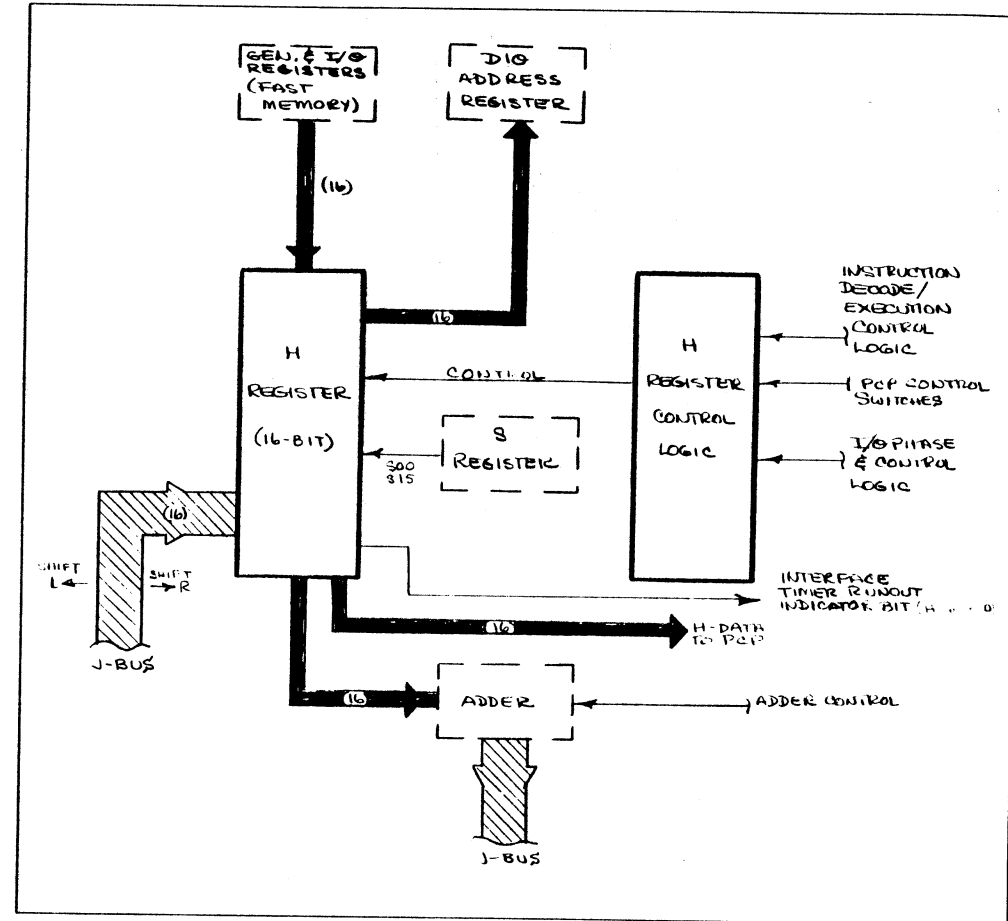 GEN. & I/O
REGISTERS
(FAST
MEMORY)
DIO
ADDRESS
REGISTER
(16)
(16)
H
REGISTER
(16-BIT)
CONTROL
S
REGISTER
S00
S15
H
REGISTER
CONTROL
LOGIC
INSTRUCTION
DECODE/
EXECUTION
CONTROL
LOGIC
PCP CONTROL
SWITCHES
I/O PHASE
& CONTROL
LOGIC
(16)
SHIFT
L
SHIFT
R
J-BUS
INTERFACE
TIMER RUNOUT
INDICATOR BIT
(16)
H-DATA
TO PCP
(16)
ADDER
ADDER CONTROL
J-BUS